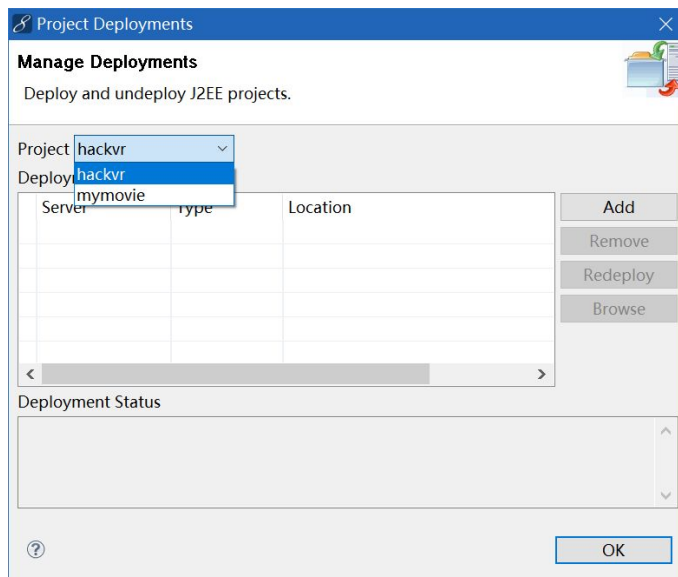 Project Deployments
Manage Deployments
Deploy and undeploy J2EE projects.
Project hackvr
hackvr
mymovie
Server Type Location
Add
Remove
Redeploy
Browse
Deployment Status
OK